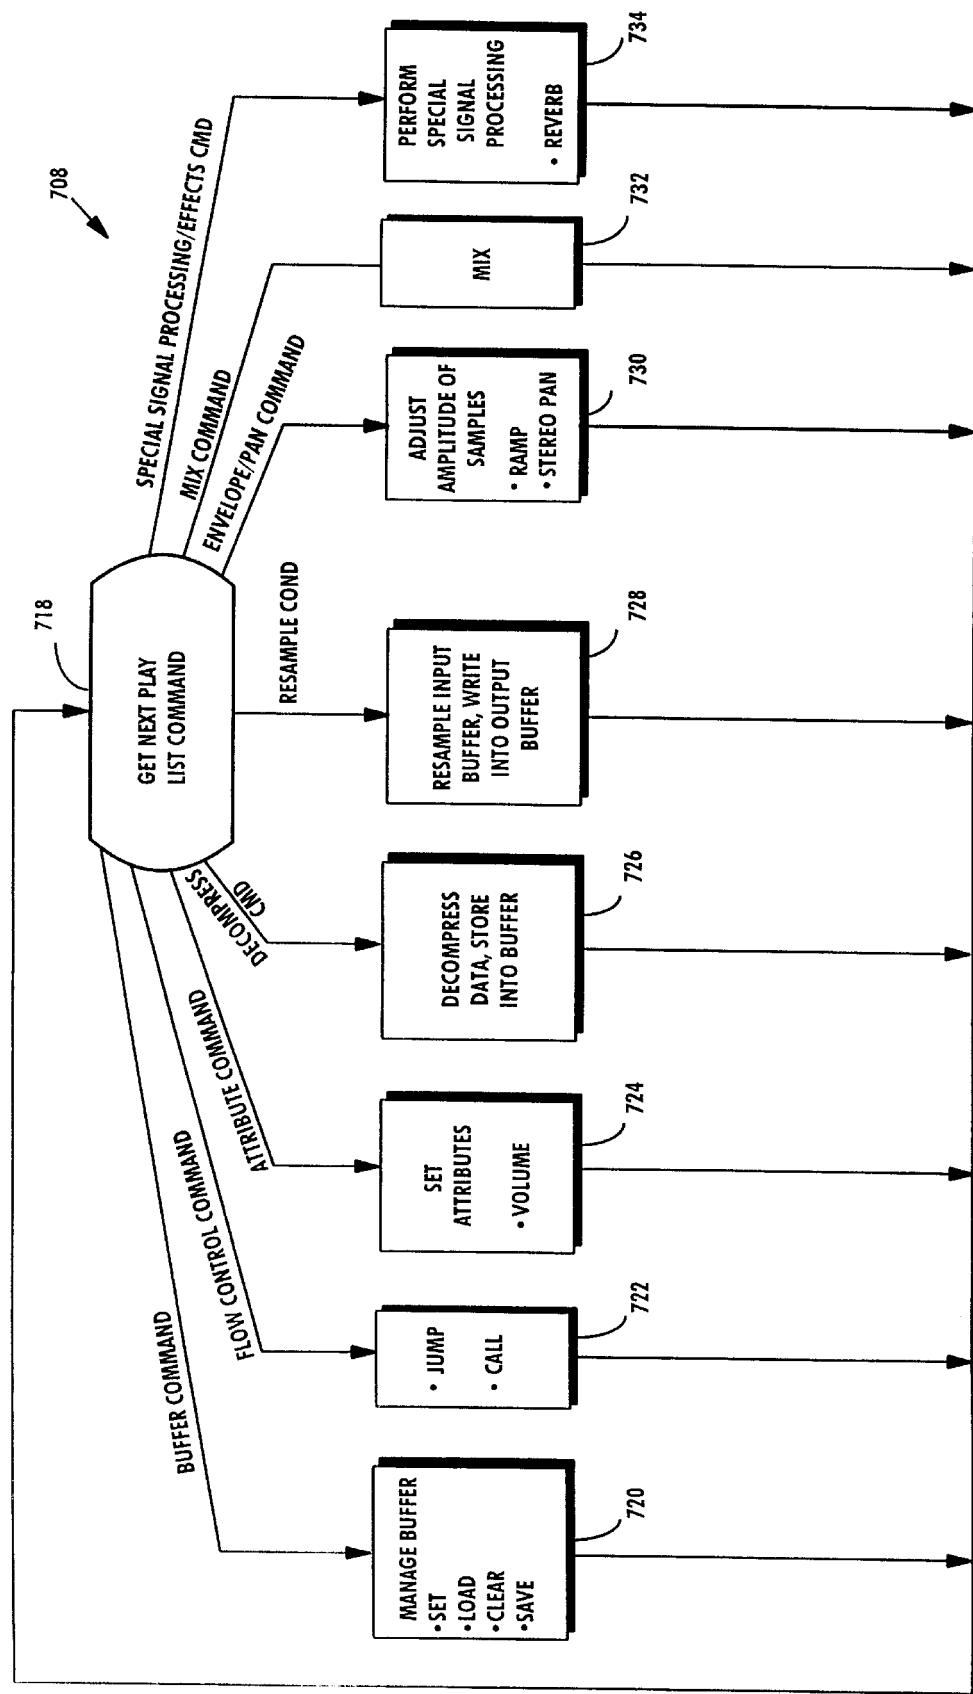 708
718
GET NEXT PLAY
LIST COMMAND
BUFFER COMMAND
FLOW CONTROL COMMAND
ATTRIBUTE COMMAND
DECOMPRESS
CMD
RESAMPLE COND
ENVELOPE/PAN COMMAND
MIX COMMAND
SPECIAL SIGNAL PROCESSING/EFFECTS CMD
MANAGE BUFFER
•SET
•LOAD
•CLEAR
•SAVE
720
• JUMP
• CALL
722
SET
ATTRIBUTES
• VOLUME
724
DECOMPRESS
DATA, STORE
INTO BUFFER
726
RESAMPLE INPUT
BUFFER, WRITE
INTO OUTPUT
BUFFER
728
ADJUST
AMPLITUDE OF
SAMPLES
• RAMP
• STEREO PAN
730
MIX
732
PERFORM
SPECIAL
SIGNAL
PROCESSING
• REVERB
734